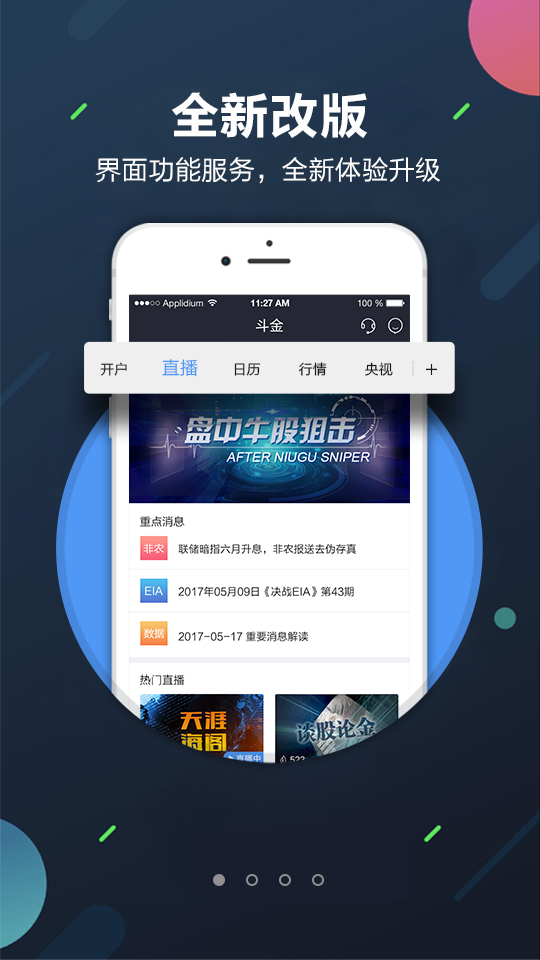 全新改版
界面功能服务，全新体验升级
Applidium 11:27 AM 100 %
斗金
开户 直播 日历 行情 央视 +
盘中牛股狙击
AFTER NIUGU SNIPER
重点消息
非农 联储暗指六月升息，非农报送去伪存真
EIA 2017年05月09日《决战EIA》第43期
数据 2017-05-17 重要消息解读
热门直播
天涯 谈股论金
海阁
直播中 522